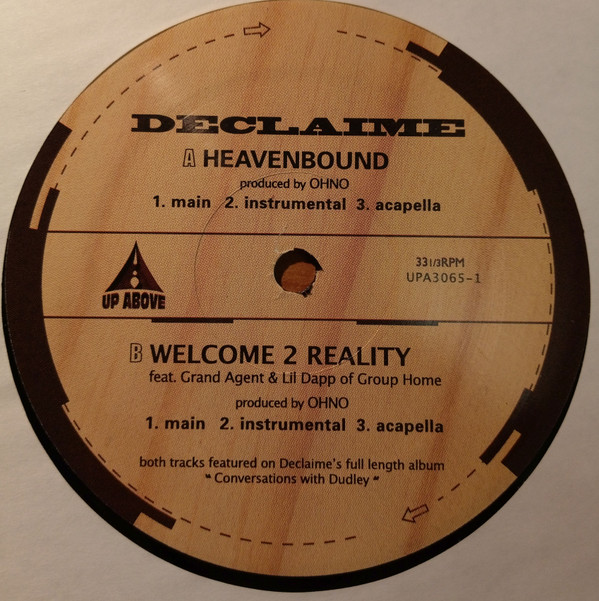 DECLAIME
A HEAVENBOUND
produced by OHNO
1. main 2. instrumental 3. acapella
UP ABOVE
33 1/3RPM
UPA3065-1
B WELCOME 2 REALITY
feat. Grand Agent & Lil Dapp of Group Home
produced by OHNO
1. main 2. instrumental 3. acapella
both tracks featured on Declaime's full length album
“ Conversations with Dudley “